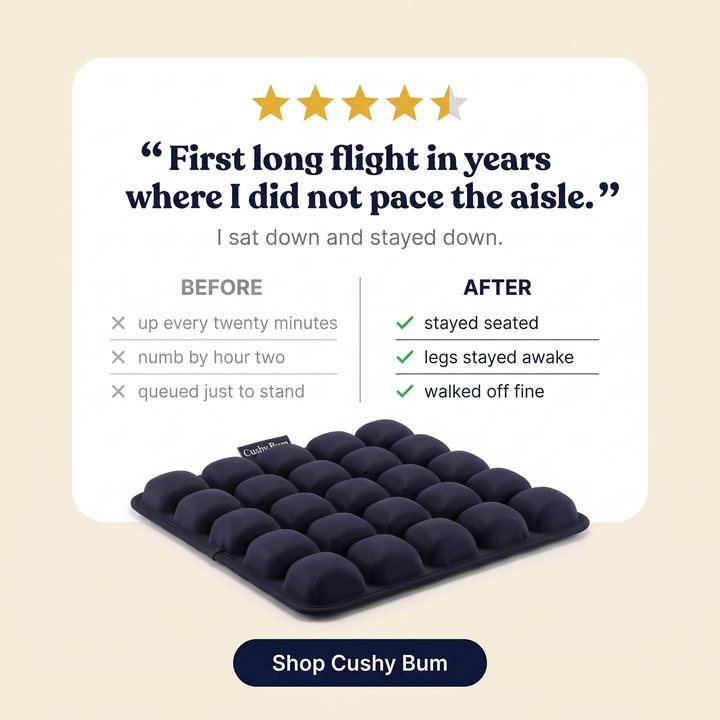 “First long flight in years
where I did not pace the aisle.”
I sat down and stayed down.
BEFORE
✕ up every twenty minutes
✕ numb by hour two
✕ queued just to stand
AFTER
✓ stayed seated
✓ legs stayed awake
✓ walked off fine
Cushy Bum
Shop Cushy Bum